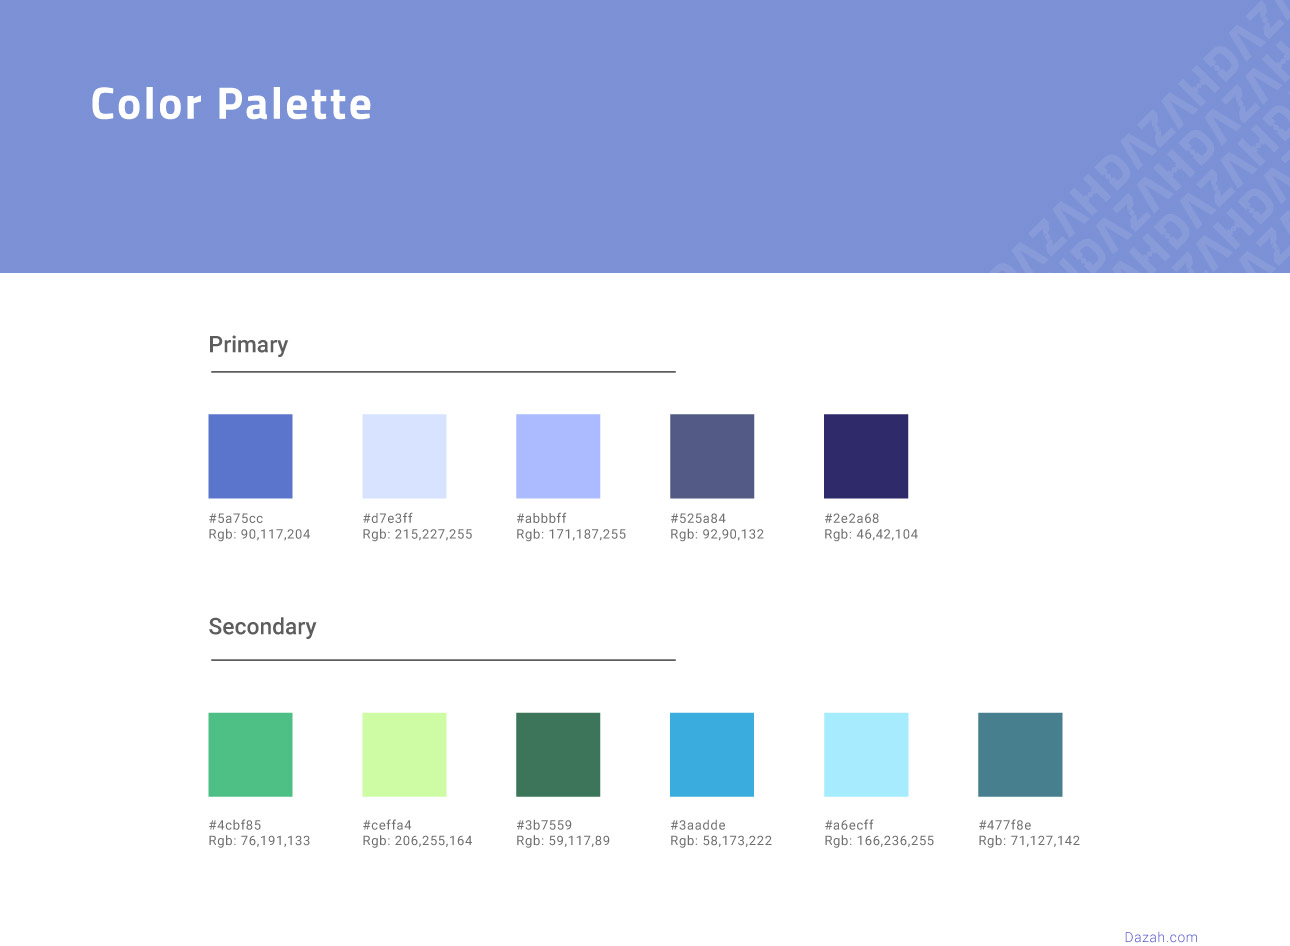 Color Palette
Primary
#5a75cc
Rgb: 90,117,204
#d7e3ff
Rgb: 215,227,255
#abbbff
Rgb: 171,187,255
#525a84
Rgb: 92,90,132
#2e2a68
Rgb: 46,42,104
Secondary
#4cbf85
Rgb: 76,191,133
#ceffa4
Rgb: 206,255,164
#3b7559
Rgb: 59,117,89
#3aadde
Rgb: 58,173,222
#a6ecff
Rgb: 166,236,255
#477f8e
Rgb: 71,127,142
Dazah.com